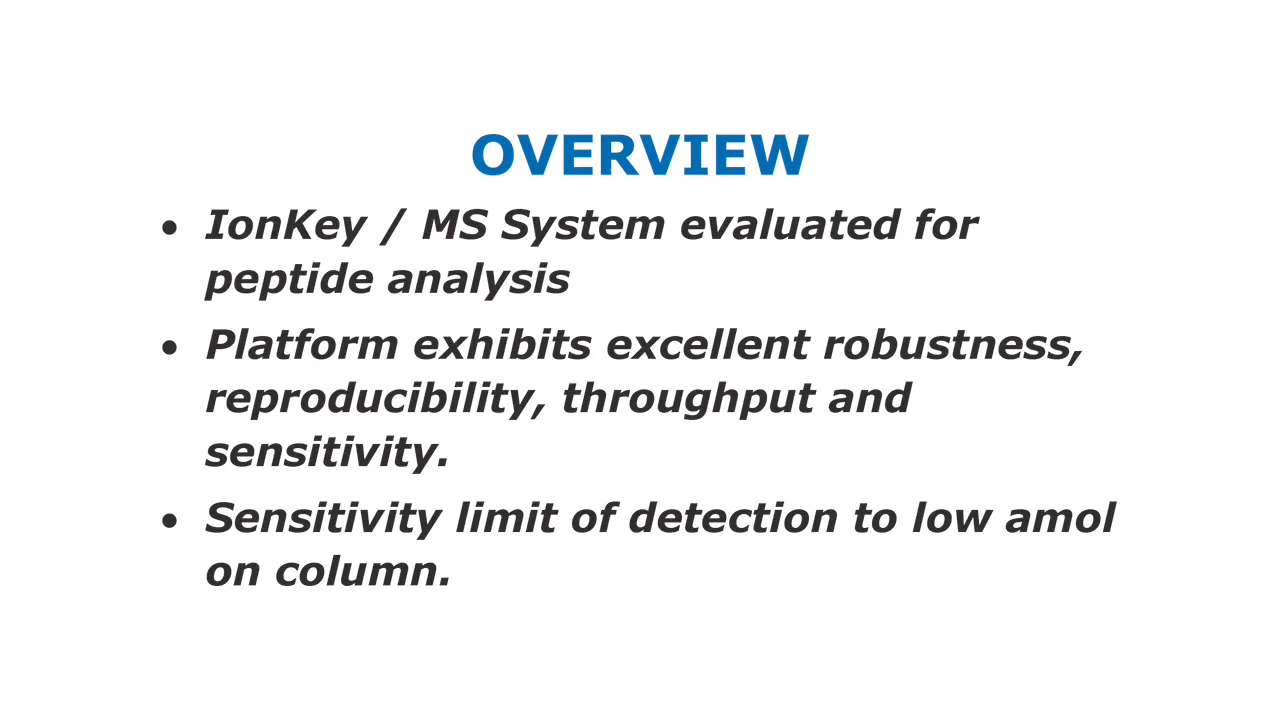 OVERVIEW
• IonKey / MS System evaluated for
peptide analysis
• Platform exhibits excellent robustness,
reproducibility, throughput and
sensitivity.
• Sensitivity limit of detection to low amol
on column.